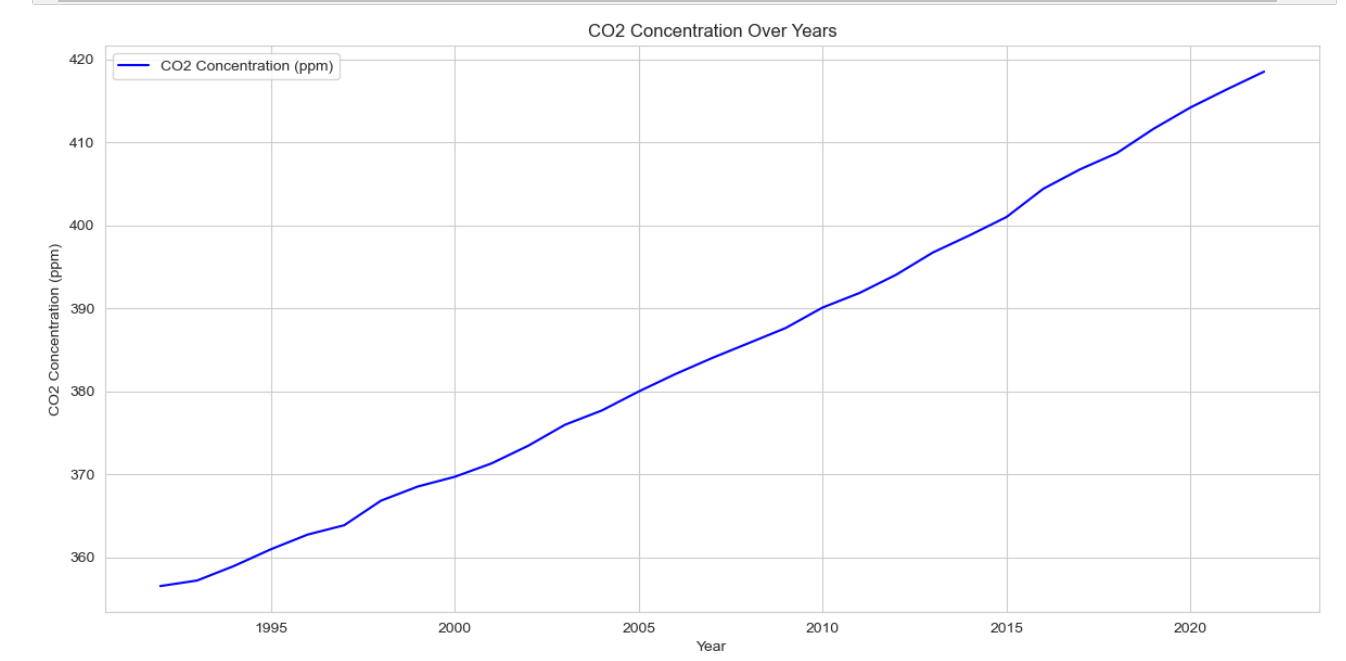 CO2 Concentration Over Years
CO2 Concentration (ppm)
420
410
400
390
380
370
360
CO2 Concentration (ppm)
1995 2000 2005 2010 2015 2020
Year